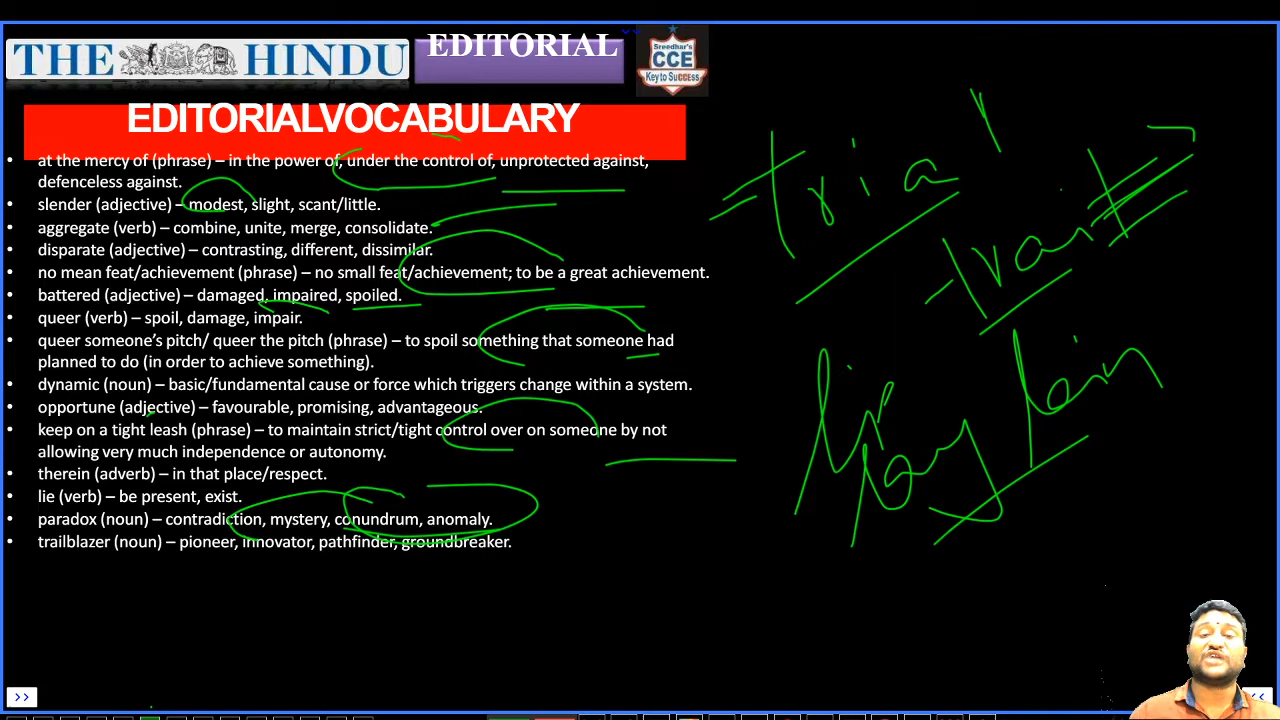 THE HINDU
EDITORIAL
Sreedhar's
CCE
Key to Success
EDITORIALVOCABULARY
• at the mercy of (phrase) – in the power of, under the control of, unprotected against,
defenceless against.
• slender (adjective) – modest, slight, scant/little.
• aggregate (verb) – combine, unite, merge, consolidate.
• disparate (adjective) – contrasting, different, dissimilar.
• no mean feat/achievement (phrase) – no small feat/achievement; to be a great achievement.
• battered (adjective) – damaged, impaired, spoiled.
• queer (verb) – spoil, damage, impair.
• queer someone's pitch/ queer the pitch (phrase) – to spoil something that someone had
planned to do (in order to achieve something).
• dynamic (noun) – basic/fundamental cause or force which triggers change within a system.
• opportune (adjective) – favourable, promising, advantageous.
• keep on a tight leash (phrase) – to maintain strict/tight control over on someone by not
allowing very much independence or autonomy.
• therein (adverb) – in that place/respect.
• lie (verb) – be present, exist.
• paradox (noun) – contradiction, mystery, conundrum, anomaly.
• trailblazer (noun) – pioneer, innovator, pathfinder, groundbreaker.
trial
trait
lie
lay lain
>>
<<